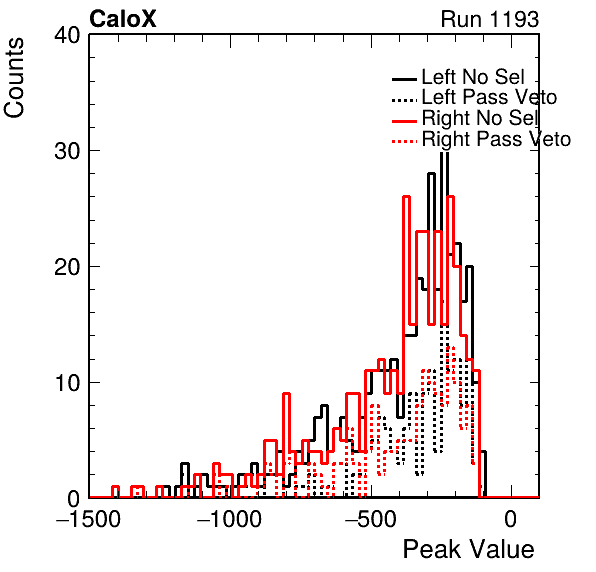 CaloX Run 1193
Counts
40
30
20
10
0
Left No Sel
Left Pass Veto
Right No Sel
Right Pass Veto
−1500 −1000 −500 0
Peak Value